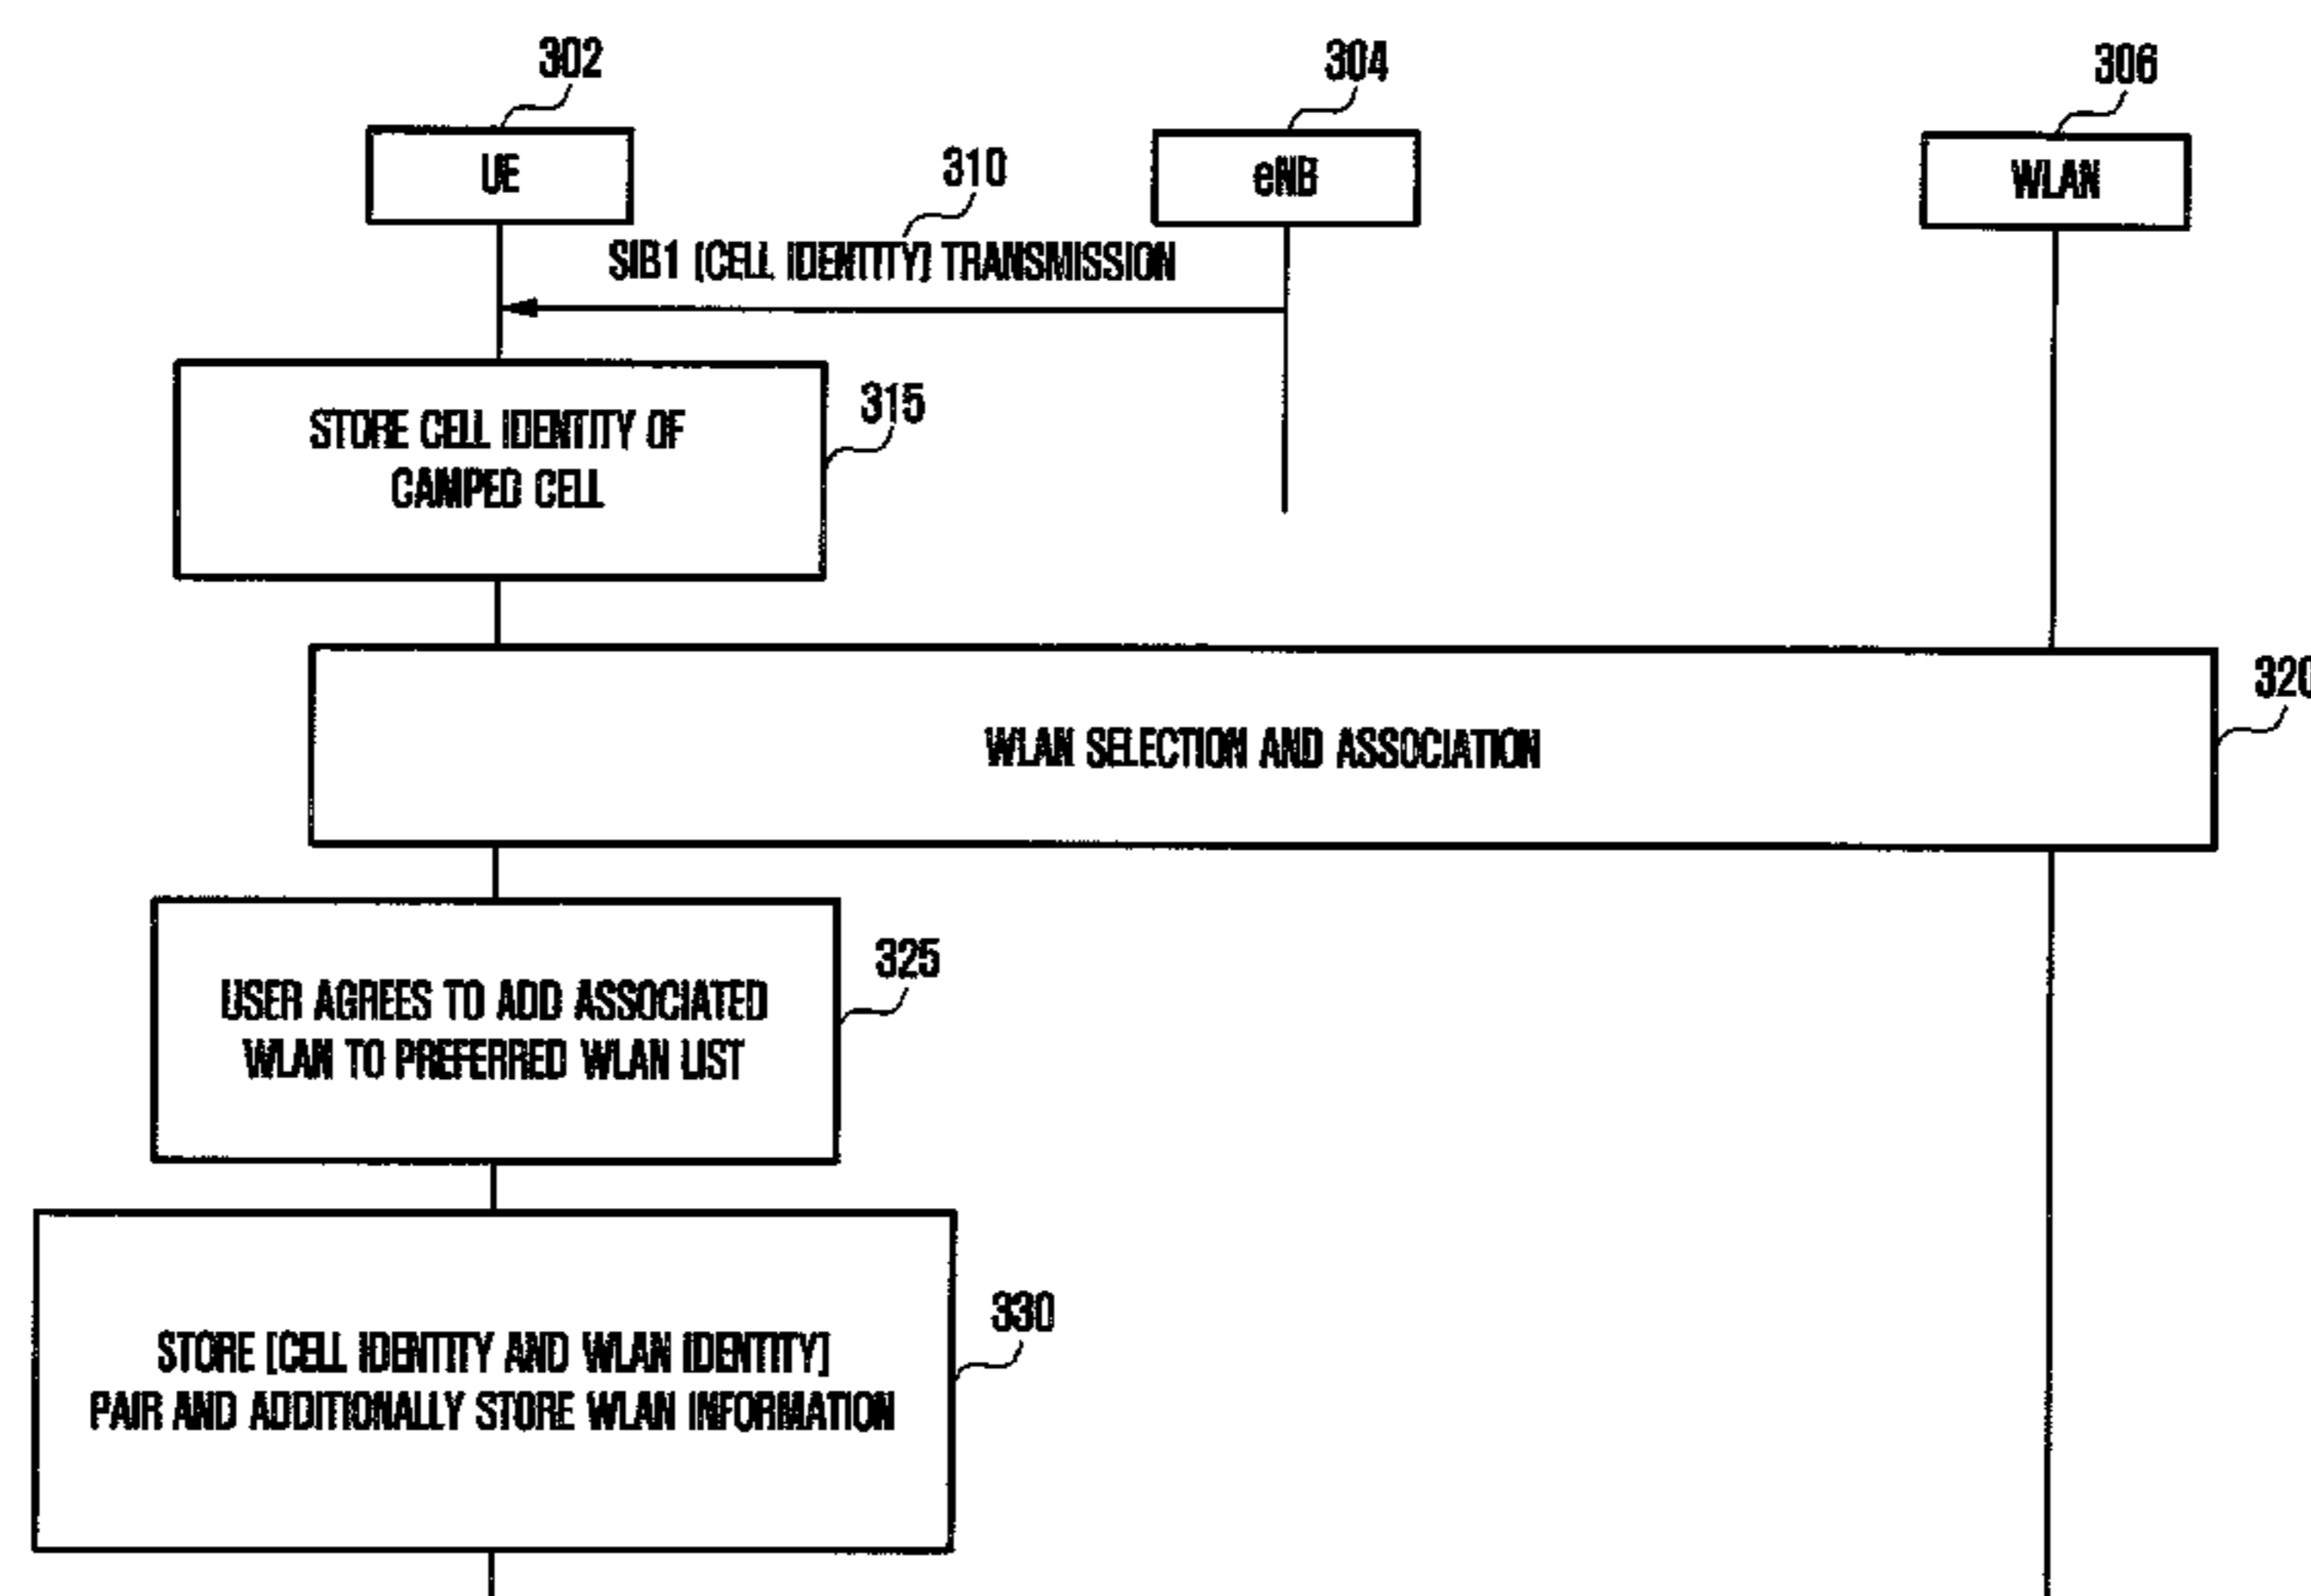 302
304
306
UE
eNB
WLAN
310
SIB1 [CELL IDENTITY] TRANSMISSION
STORE CELL IDENTITY OF
CAMPED CELL
315
320
WLAN SELECTION AND ASSOCIATION
325
USER AGREES TO ADD ASSOCIATED
WLAN TO PREFERRED WLAN LIST
330
STORE [CELL IDENTITY AND WLAN IDENTITY]
PAIR AND ADDITIONALLY STORE WLAN INFORMATION